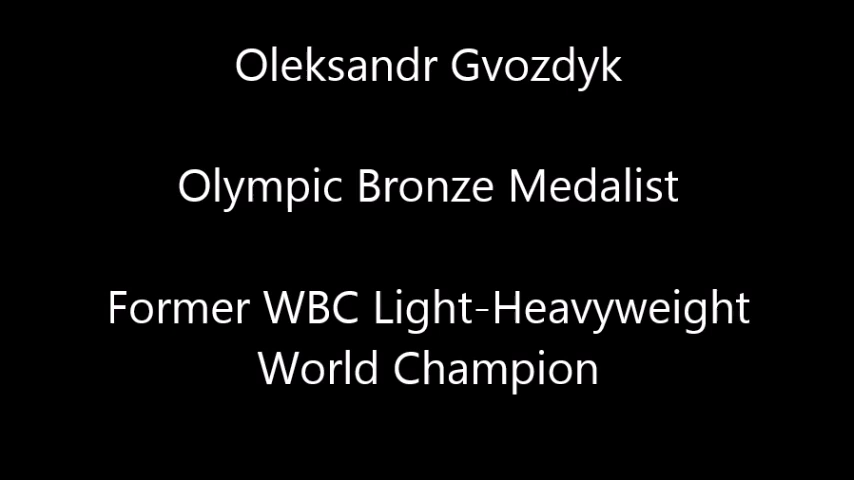 Oleksandr Gvozdyk
Olympic Bronze Medalist
Former WBC Light-Heavyweight
World Champion